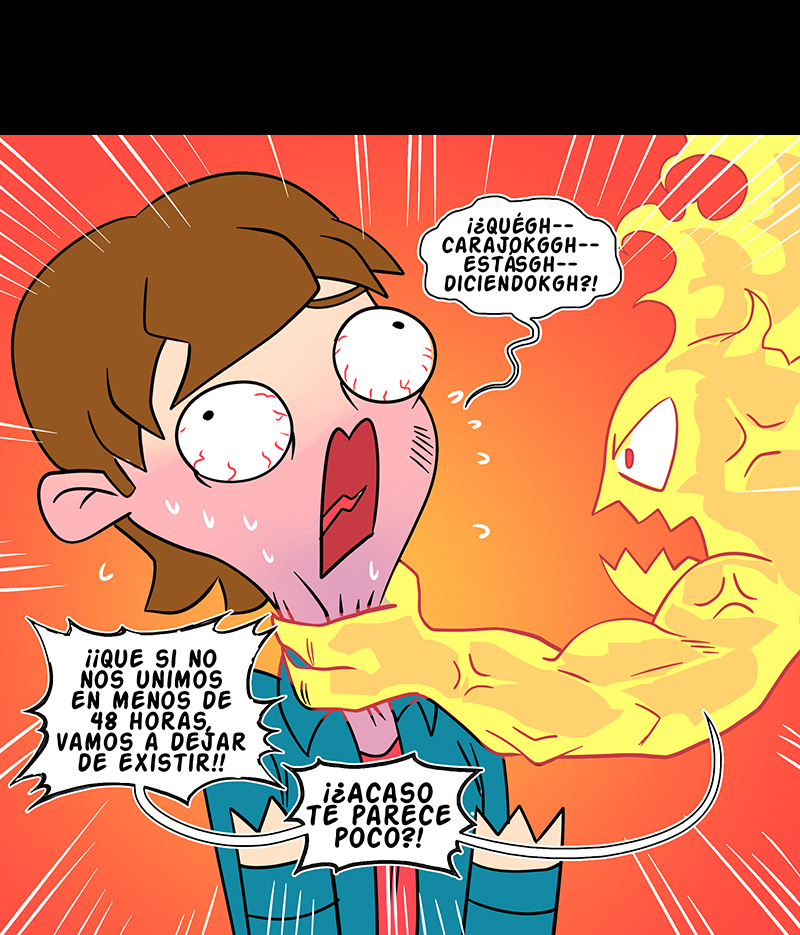 ¡¿QUÉGH--
CARAJOKGGH--
ESTÁSGH--
DICIENDOKGH?!
¡¡QUE SI NO
NOS UNIMOS
EN MENOS DE
48 HORAS,
VAMOS A DEJAR
DE EXISTIR!!
¡¿ACASO
TE PARECE
POCO?!